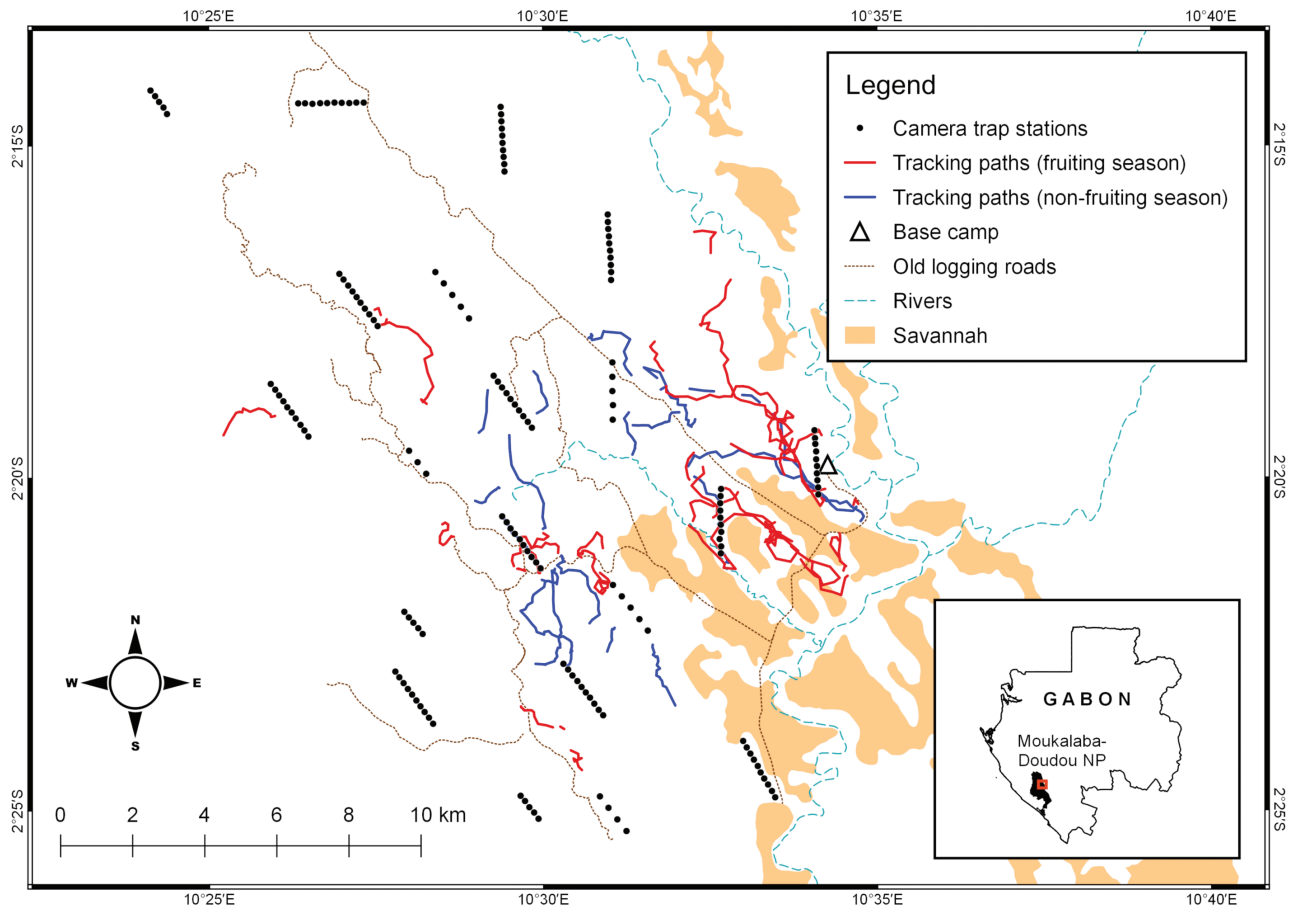 10°25′E 10°30′E 10°35′E 10°40′E
2°15′S 2°15′S
2°20′S 2°20′S
2°25′S 2°25′S
Legend
Camera trap stations
Tracking paths (fruiting season)
Tracking paths (non-fruiting season)
Base camp
Old logging roads
Rivers
Savannah
N
W E
S
0 2 4 6 8 10 km
GABON
Moukalaba-
Doudou NP
10°25′E 10°30′E 10°35′E 10°40′E